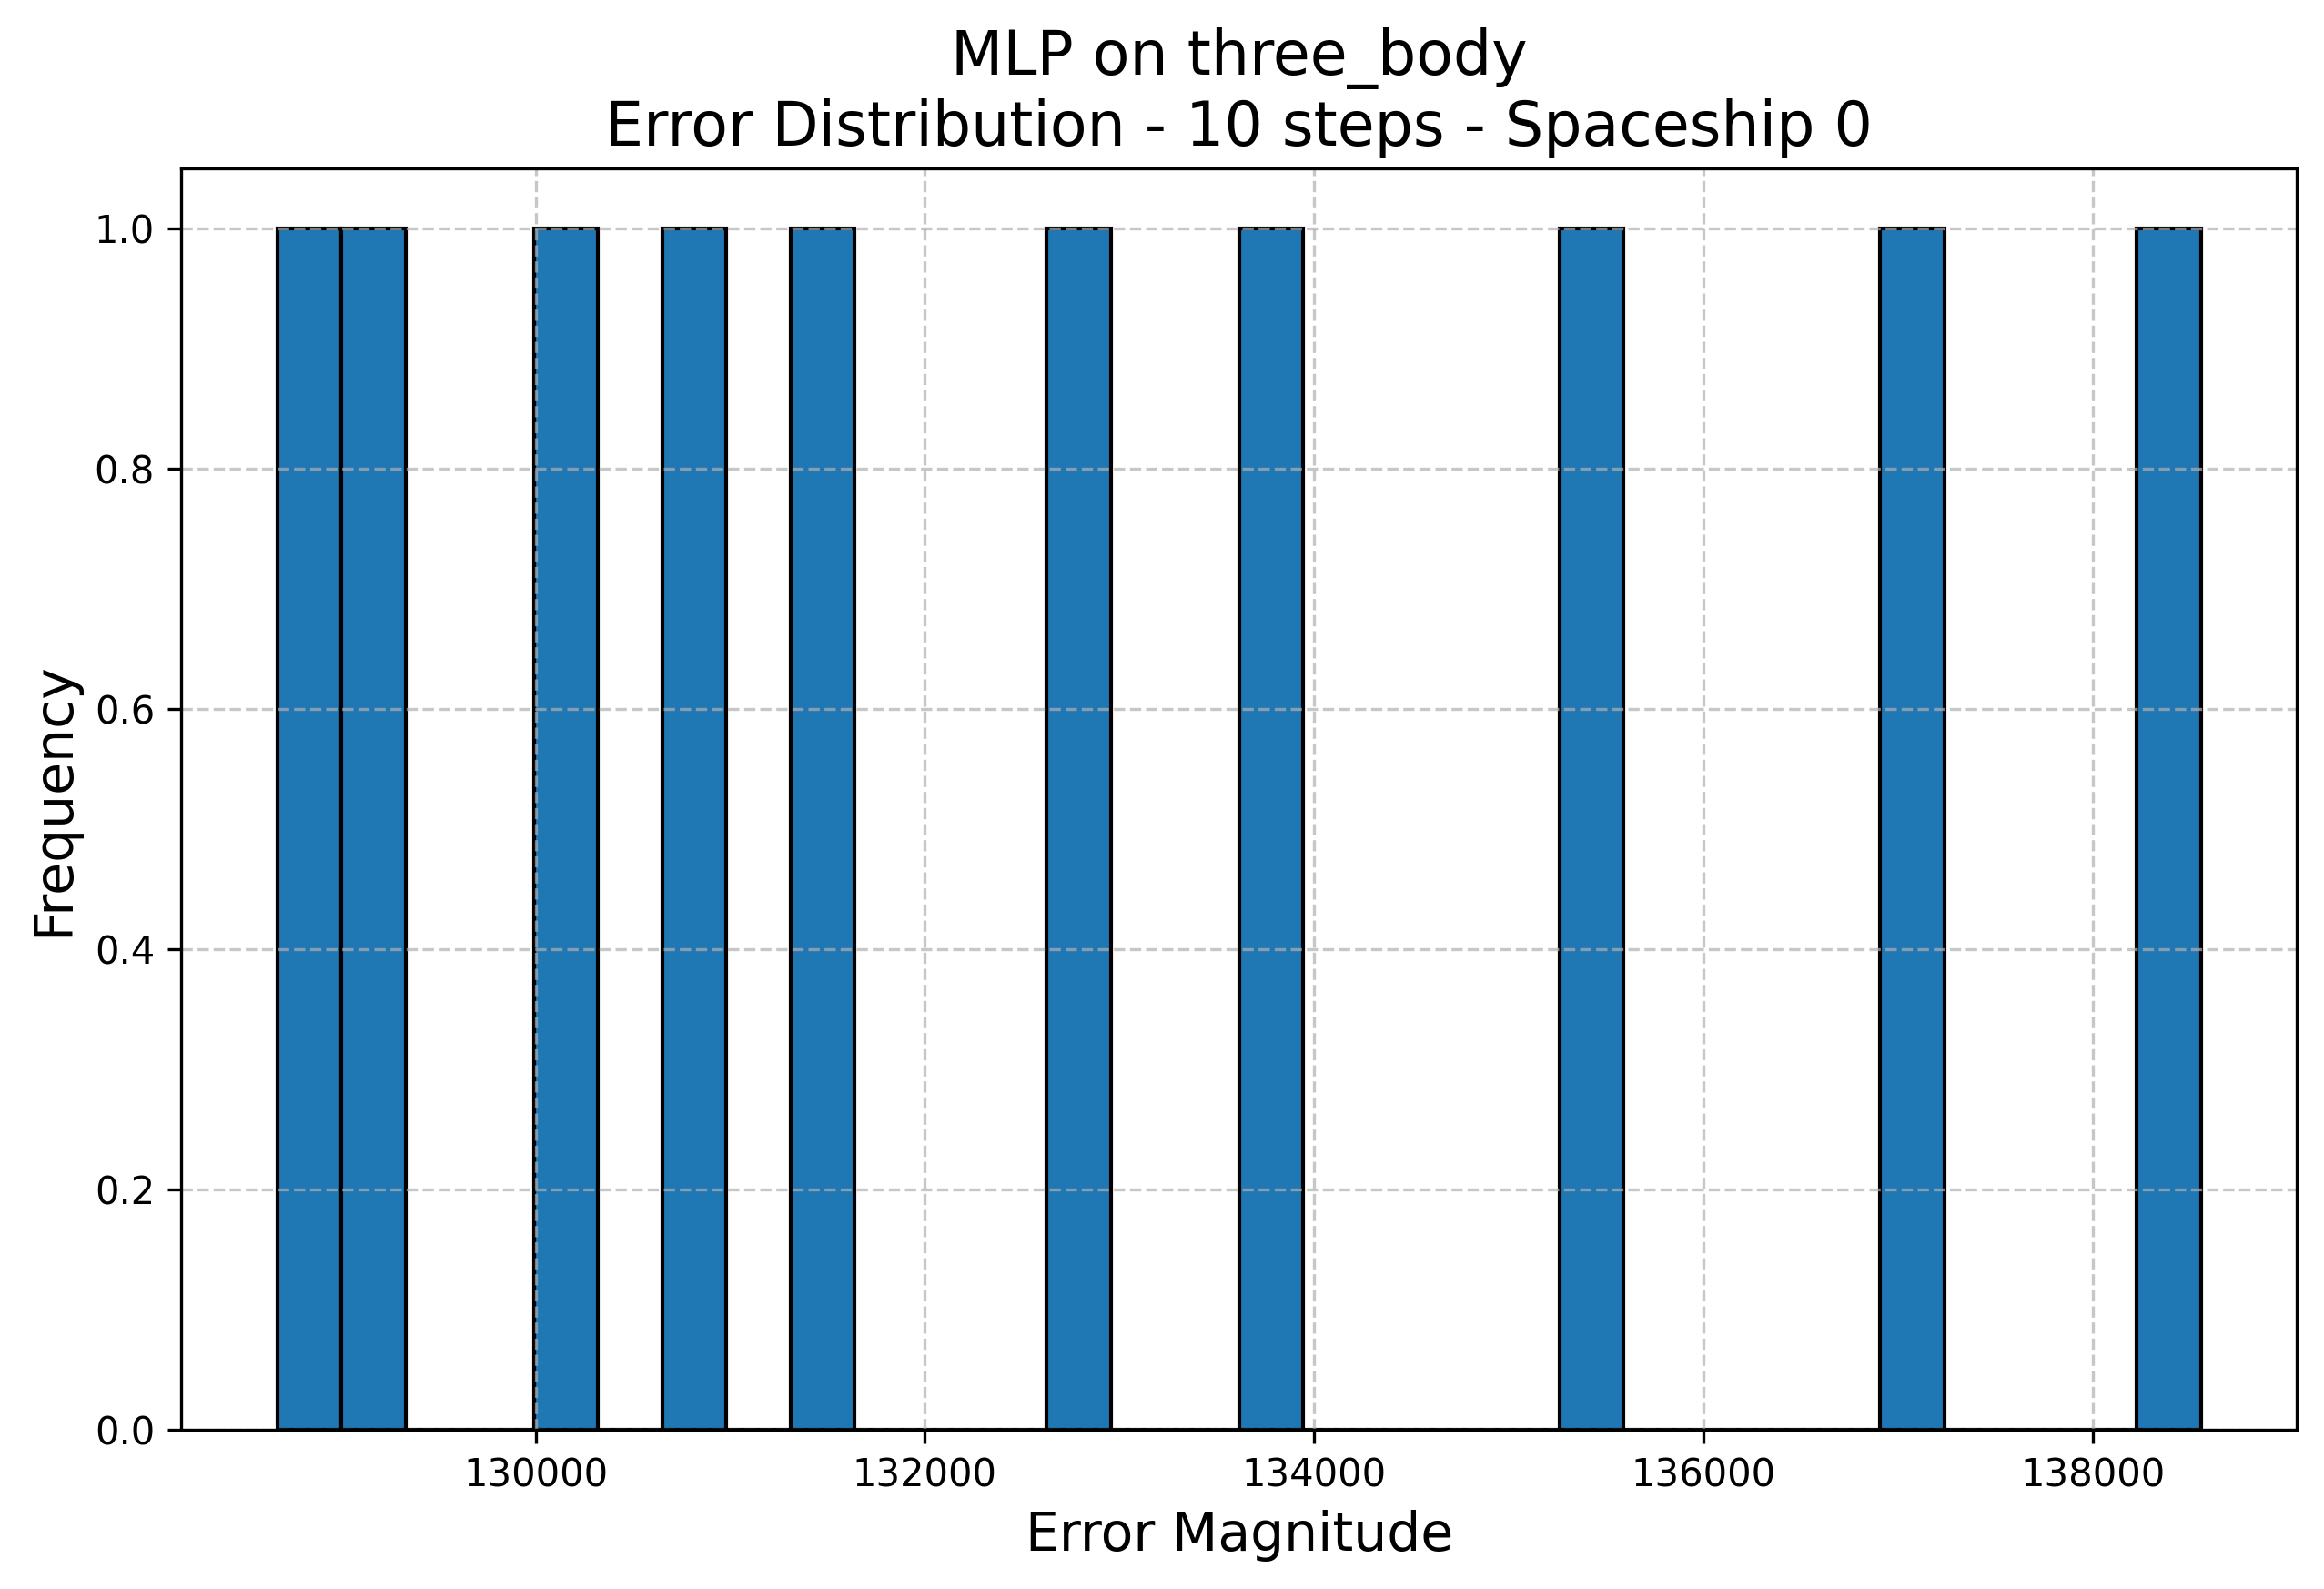 MLP on three_body
Error Distribution - 10 steps - Spaceship 0
1.0
0.8
0.6
0.4
0.2
0.0
Frequency
130000 132000 134000 136000 138000
Error Magnitude